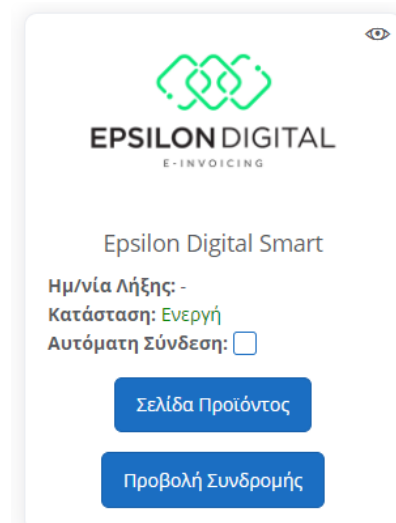 EPSILON DIGITAL
E-INVOICING
Epsilon Digital Smart
Ημ/νία Λήξης: -
Κατάσταση: Ενεργή
Αυτόματη Σύνδεση:
Σελίδα Προϊόντος
Προβολή Συνδρομής